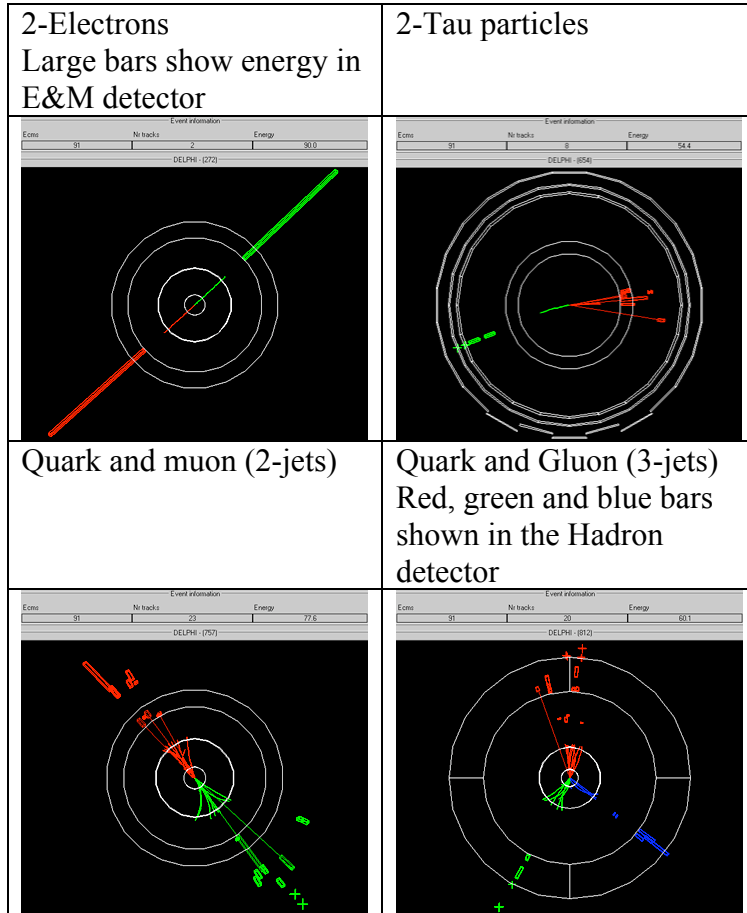 2-Electrons
Large bars show energy in
E&M detector
2-Tau particles
Event information
Ecms Nr tracks Energy
91 2 90.0
DELPHI - (272)
Event information
Ecms Nr tracks Energy
91 8 54.4
DELPHI - (654)
Quark and muon (2-jets)
Quark and Gluon (3-jets)
Red, green and blue bars
shown in the Hadron
detector
Event information
Ecms Nr tracks Energy
91 23 77.6
DELPHI - (757)
Event information
Ecms Nr tracks Energy
91 20 60.1
DELPHI - (812)